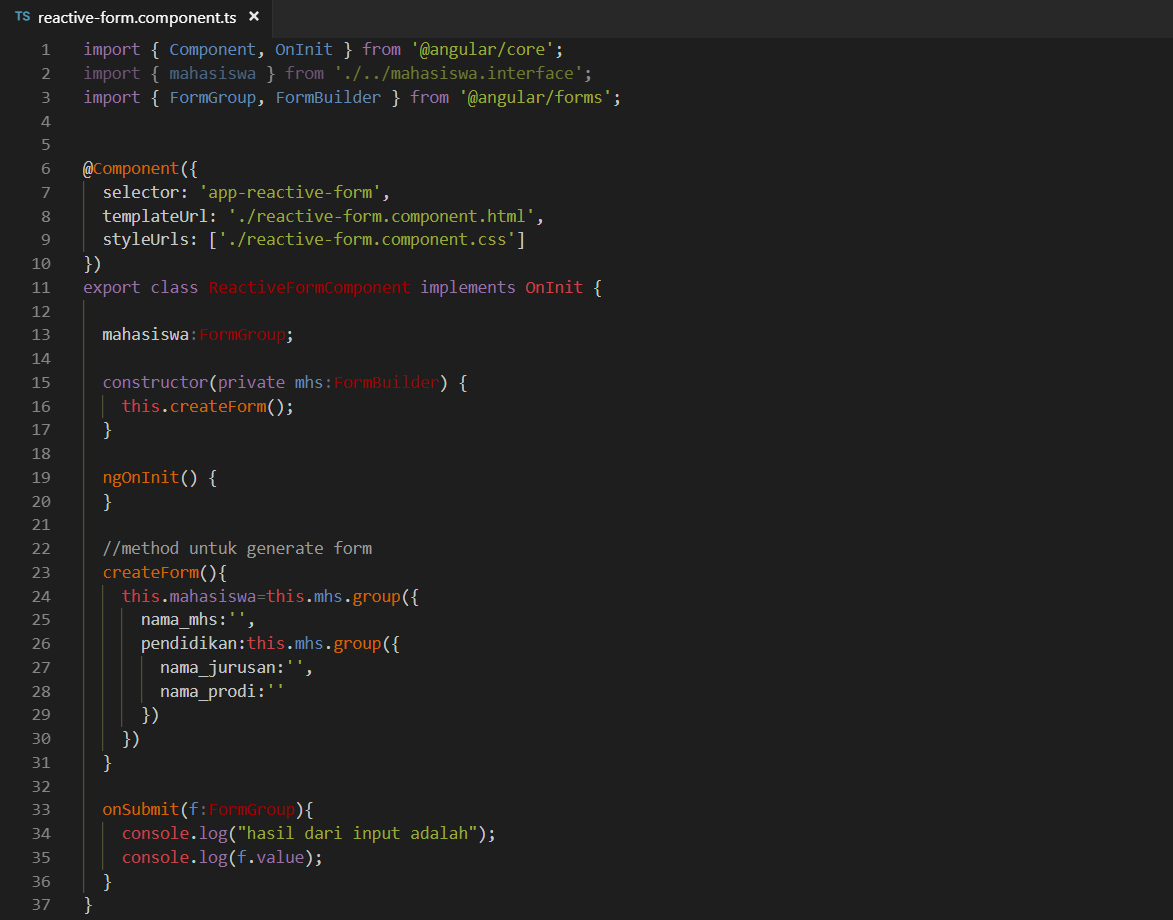 TS reactive-form.component.ts ×
1 import { Component, OnInit } from '@angular/core';
2 import { mahasiswa } from './../mahasiswa.interface';
3 import { FormGroup, FormBuilder } from '@angular/forms';
4
5
6 @Component({
7   selector: 'app-reactive-form',
8   templateUrl: './reactive-form.component.html',
9   styleUrls: ['./reactive-form.component.css']
10 })
11 export class ReactiveFormComponent implements OnInit {
12
13   mahasiswa:FormGroup;
14
15   constructor(private mhs:FormBuilder) {
16     this.createForm();
17   }
18
19   ngOnInit() {
20   }
21
22   //method untuk generate form
23   createForm(){
24     this.mahasiswa=this.mhs.group({
25       nama_mhs:'',
26       pendidikan:this.mhs.group({
27         nama_jurusan:'',
28         nama_prodi:''
29       })
30     })
31   }
32
33   onSubmit(f:FormGroup){
34     console.log("hasil dari input adalah");
35     console.log(f.value);
36   }
37 }